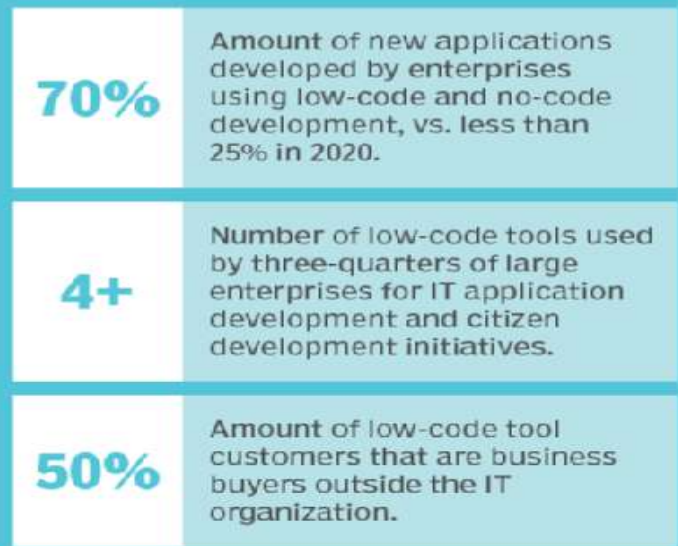 70%
Amount of new applications
developed by enterprises
using low-code and no-code
development, vs. less than
25% in 2020.
4+
Number of low-code tools used
by three-quarters of large
enterprises for IT application
development and citizen
development initiatives.
50%
Amount of low-code tool
customers that are business
buyers outside the IT
organization.